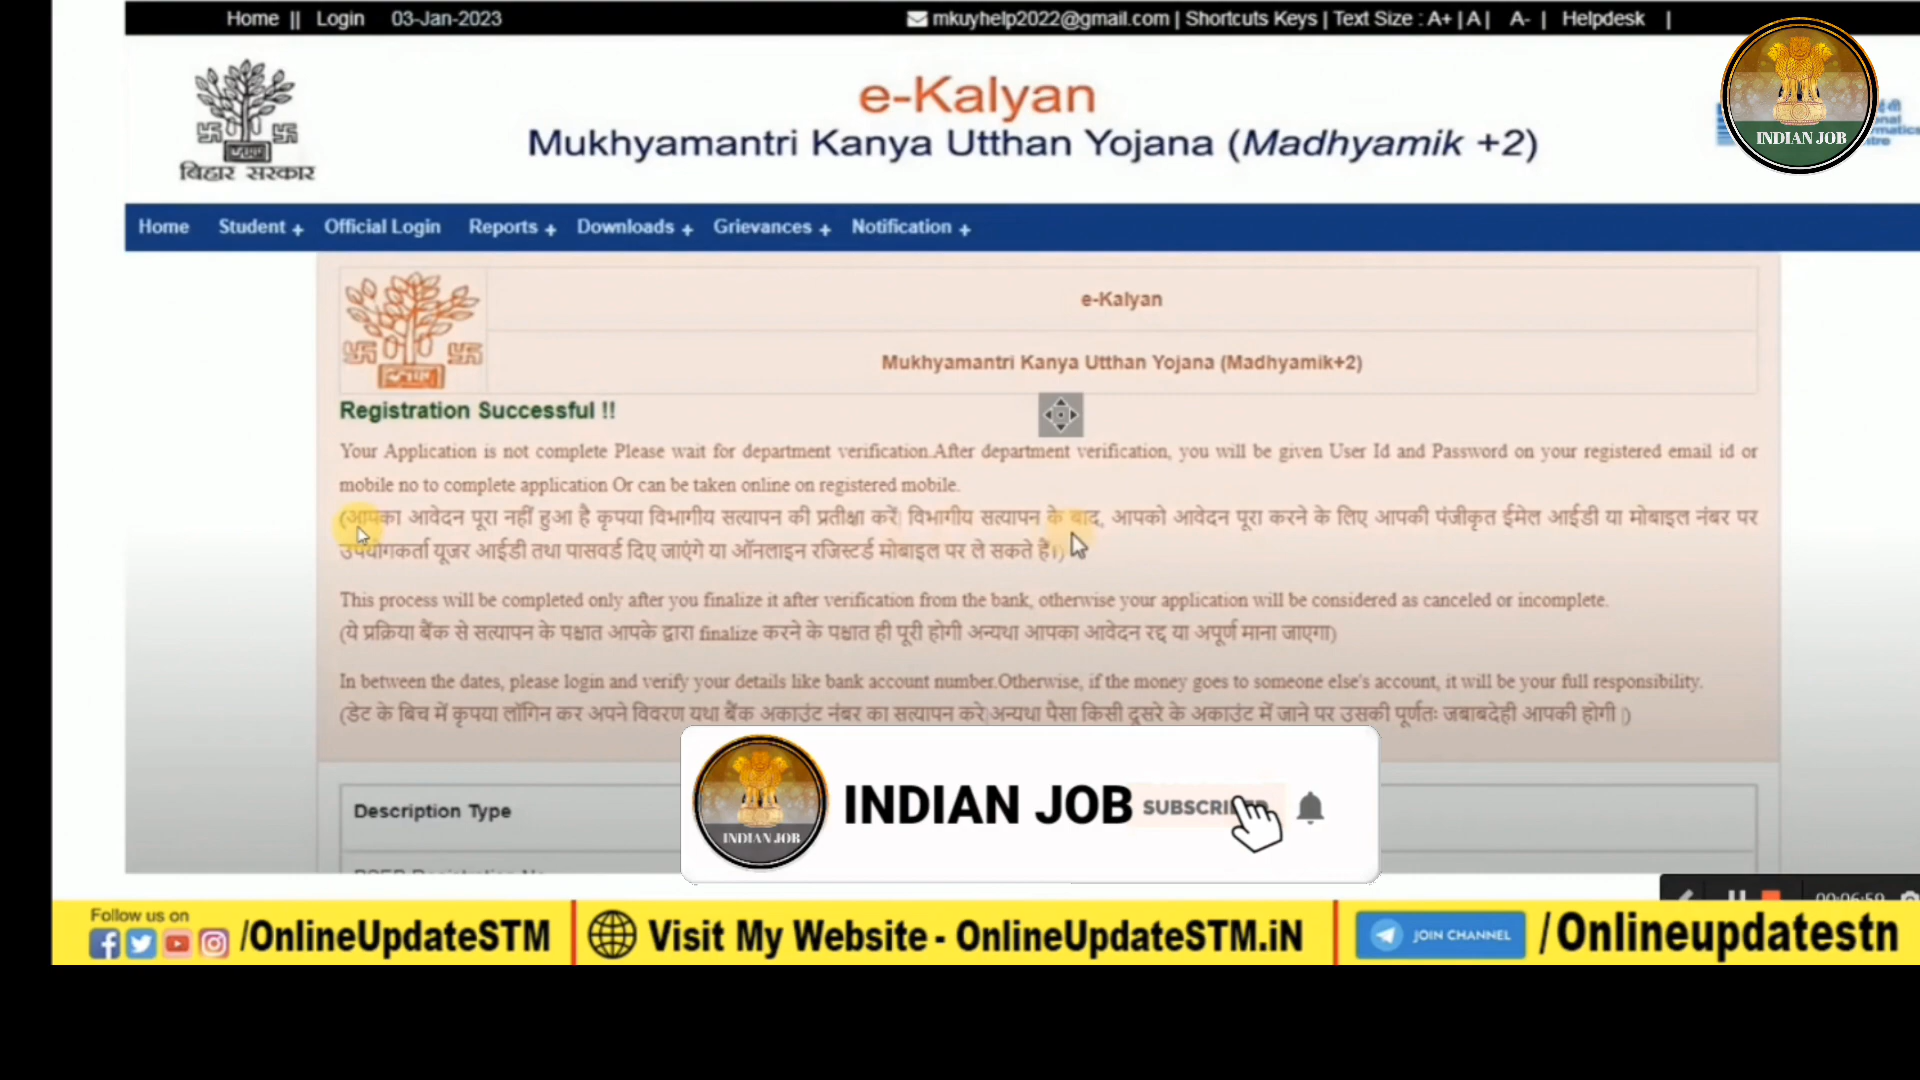 Home || Login 03-Jan-2023
mkuyhelp2022@gmail.com | Shortcuts Keys | Text Size : A+ | A | A- | Helpdesk |
बिहार सरकार
e-Kalyan
Mukhyamantri Kanya Utthan Yojana (Madhyamik +2)
INDIAN JOB
Home Student + Official Login Reports + Downloads + Grievances + Notification +
e-Kalyan
Mukhyamantri Kanya Utthan Yojana (Madhyamik+2)
Registration Successful !!
Your Application is not complete Please wait for department verification.After department verification, you will be given User Id and Password on your registered email id or
mobile no to complete application Or can be taken online on registered mobile.
(आपका आवेदन पूरा नहीं हुआ है कृपया विभागीय सत्यापन की प्रतीक्षा करें| विभागीय सत्यापन के बाद, आपको आवेदन पूरा करने के लिए आपकी पंजीकृत ईमेल आईडी या मोबाइल नंबर पर
उपयोगकर्ता यूजर आईडी तथा पासवर्ड दिए जाएंगे या ऑनलाइन रजिस्टर्ड मोबाइल पर ले सकते हैं।)
This process will be completed only after you finalize it after verification from the bank, otherwise your application will be considered as canceled or incomplete.
(ये प्रक्रिया बैंक से सत्यापन के पश्चात आपके द्वारा finalize करने के पश्चात ही पूरी होगी अन्यथा आपका आवेदन रद्द या अपूर्ण माना जाएगा)
In between the dates, please login and verify your details like bank account number.Otherwise, if the money goes to someone else's account, it will be your full responsibility.
(डेट के बिच में कृपया लॉगिन कर अपने विवरण यथा बैंक अकाउंट नंबर का सत्यापन करे|अन्यथा पैसा किसी दूसरे के अकाउंट में जाने पर उसकी पूर्णतः जबाबदेही आपकी होगी |)
Description Type
INDIAN JOB
INDIAN JOB SUBSCRIBED
00:06:59
Follow us on
/OnlineUpdateSTM
Visit My Website - OnlineUpdateSTM.iN
JOIN CHANNEL /Onlineupdatestn